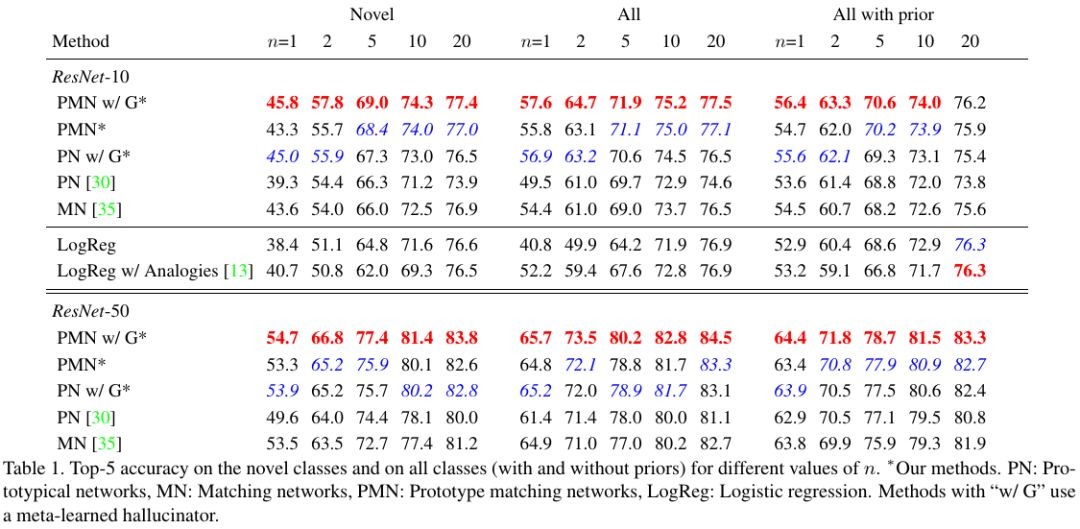 Novel All All with prior
Method n=1 2 5 10 20 n=1 2 5 10 20 n=1 2 5 10 20
ResNet-10
PMN w/ G* 45.8 57.8 69.0 74.3 77.4 57.6 64.7 71.9 75.2 77.5 56.4 63.3 70.6 74.0 76.2
PMN* 43.3 55.7 68.4 74.0 77.0 55.8 63.1 71.1 75.0 77.1 54.7 62.0 70.2 73.9 75.9
PN w/ G* 45.0 55.9 67.3 73.0 76.5 56.9 63.2 70.6 74.5 76.5 55.6 62.1 69.3 73.1 75.4
PN [30] 39.3 54.4 66.3 71.2 73.9 49.5 61.0 69.7 72.9 74.6 53.6 61.4 68.8 72.0 73.8
MN [35] 43.6 54.0 66.0 72.5 76.9 54.4 61.0 69.0 73.7 76.5 54.5 60.7 68.2 72.6 75.6
LogReg 38.4 51.1 64.8 71.6 76.6 40.8 49.9 64.2 71.9 76.9 52.9 60.4 68.6 72.9 76.3
LogReg w/ Analogies [13] 40.7 50.8 62.0 69.3 76.5 52.2 59.4 67.6 72.8 76.9 53.2 59.1 66.8 71.7 76.3
ResNet-50
PMN w/ G* 54.7 66.8 77.4 81.4 83.8 65.7 73.5 80.2 82.8 84.5 64.4 71.8 78.7 81.5 83.3
PMN* 53.3 65.2 75.9 80.1 82.6 64.8 72.1 78.8 81.7 83.3 63.4 70.8 77.9 80.9 82.7
PN w/ G* 53.9 65.2 75.7 80.2 82.8 65.2 72.0 78.9 81.7 83.1 63.9 70.5 77.5 80.6 82.4
PN [30] 49.6 64.0 74.4 78.1 80.0 61.4 71.4 78.0 80.0 81.1 62.9 70.5 77.1 79.5 80.8
MN [35] 53.5 63.5 72.7 77.4 81.2 64.9 71.0 77.0 80.2 82.7 63.8 69.9 75.9 79.3 81.9
Table 1. Top-5 accuracy on the novel classes and on all classes (with and without priors) for different values of n. *Our methods. PN: Pro-
totypical networks, MN: Matching networks, PMN: Prototype matching networks, LogReg: Logistic regression. Methods with “w/ G” use
a meta-learned hallucinator.